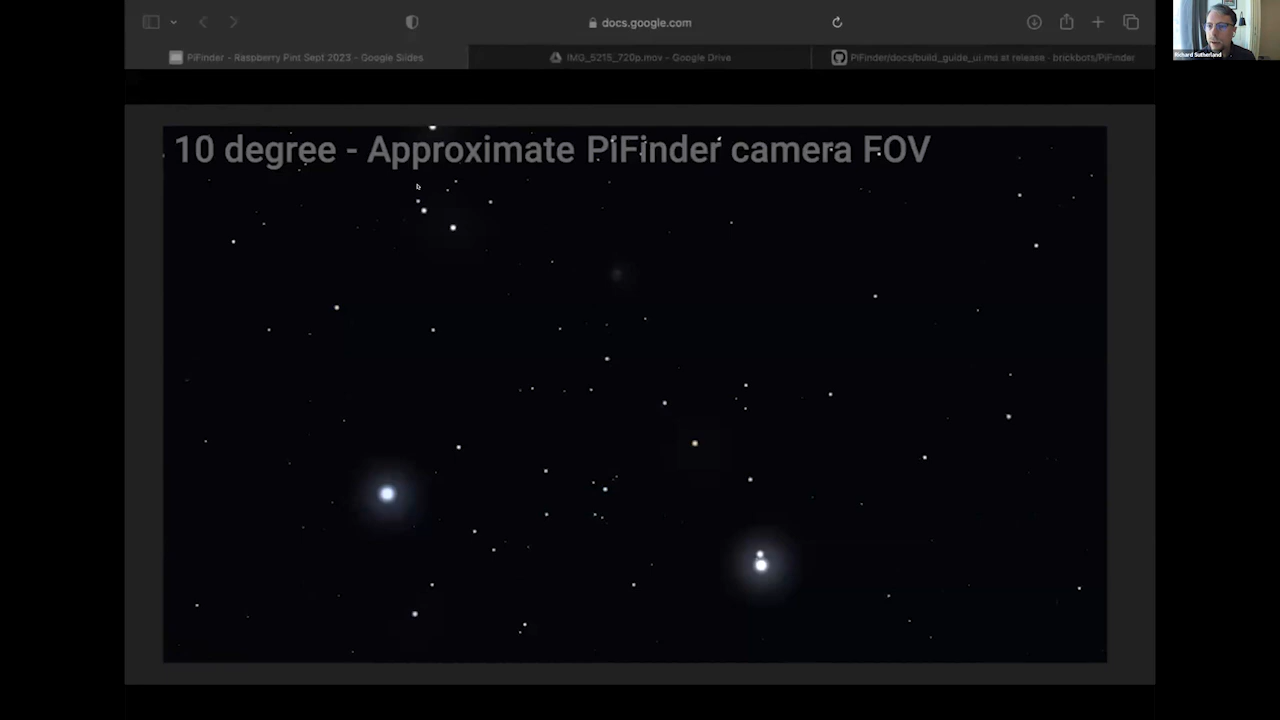 docs.google.com
PiFinder - Raspberry Pint Sept 2023 - Google Slides
IMG_5215_720p.mov - Google Drive
PiFinder/docs/build_guide_ui.md at release · brickbots/PiFinder
Richard Sutherland
10 degree - Approximate PiFinder camera FOV